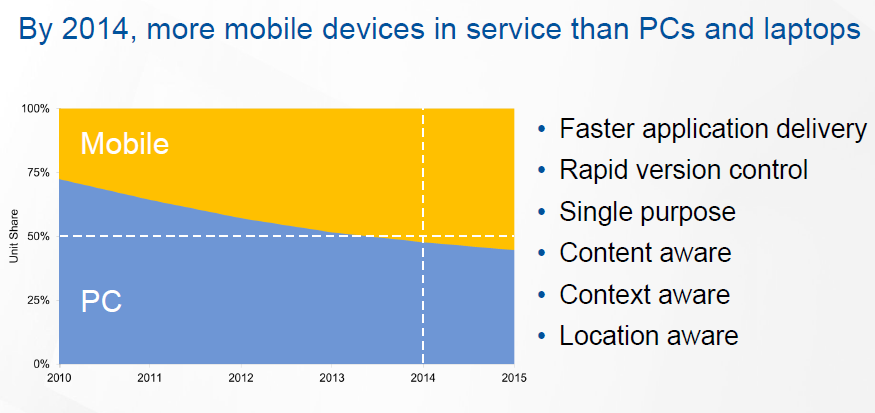 By 2014, more mobile devices in service than PCs and laptops
100%
75%
50%
25%
0%
Unit Share
Mobile
PC
2010 2011 2012 2013 2014 2015
• Faster application delivery
• Rapid version control
• Single purpose
• Content aware
• Context aware
• Location aware